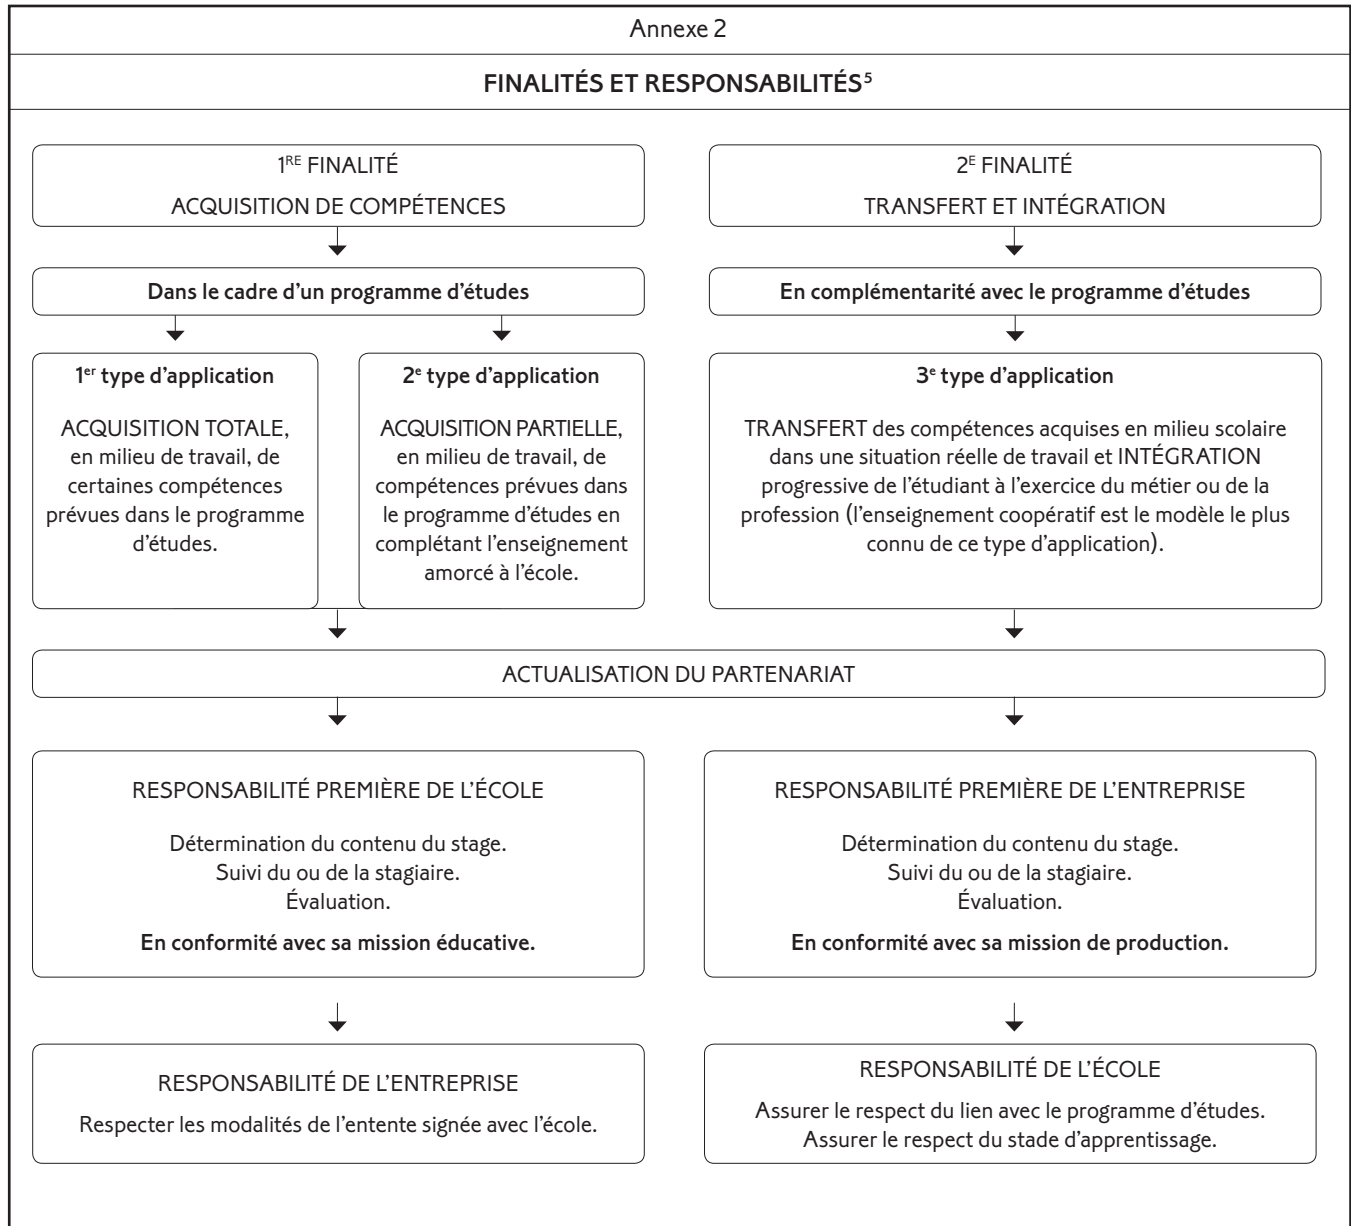 Annexe 2
FINALITÉS ET RESPONSABILITÉS⁵
1RE FINALITÉ
ACQUISITION DE COMPÉTENCES
2E FINALITÉ
TRANSFERT ET INTÉGRATION
Dans le cadre d'un programme d'études
En complémentarité avec le programme d'études
1er type d'application
ACQUISITION TOTALE,
en milieu de travail, de
certaines compétences
prévues dans le programme
d'études.
2e type d'application
ACQUISITION PARTIELLE,
en milieu de travail, de
compétences prévues dans
le programme d'études en
complétant l'enseignement
amorcé à l'école.
3e type d'application
TRANSFERT des compétences acquises en milieu scolaire
dans une situation réelle de travail et INTÉGRATION
progressive de l'étudiant à l'exercice du métier ou de la
profession (l'enseignement coopératif est le modèle le plus
connu de ce type d'application).
ACTUALISATION DU PARTENARIAT
RESPONSABILITÉ PREMIÈRE DE L'ÉCOLE
Détermination du contenu du stage.
Suivi du ou de la stagiaire.
Évaluation.
En conformité avec sa mission éducative.
RESPONSABILITÉ PREMIÈRE DE L'ENTREPRISE
Détermination du contenu du stage.
Suivi du ou de la stagiaire.
Évaluation.
En conformité avec sa mission de production.
RESPONSABILITÉ DE L'ENTREPRISE
Respecter les modalités de l'entente signée avec l'école.
RESPONSABILITÉ DE L'ÉCOLE
Assurer le respect du lien avec le programme d'études.
Assurer le respect du stade d'apprentissage.